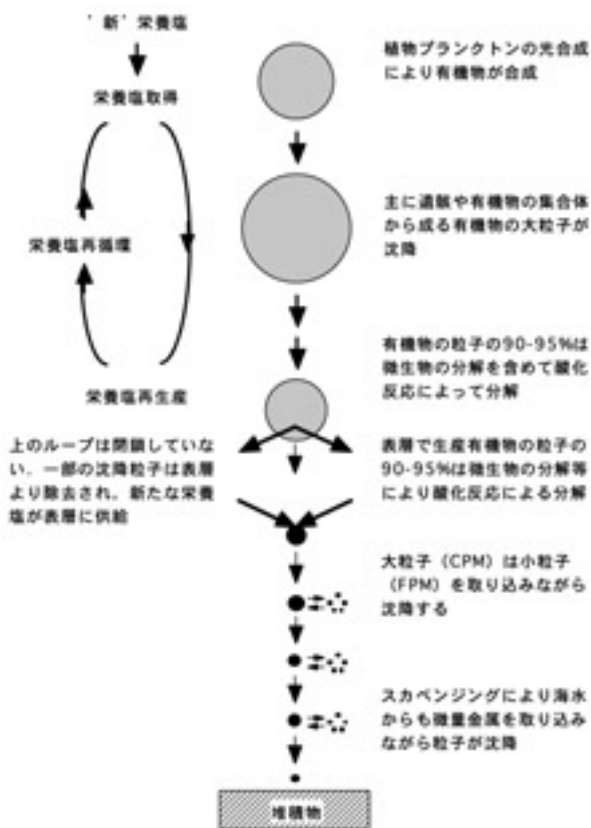 ’新’栄養塩
栄養塩取得
栄養塩再循環
栄養塩再生産
上のループは閉鎖していな
い．一部の沈降粒子は表層
より除去され，新たな栄養
塩が表層に供給
植物プランクトンの光合成
により有機物が合成
主に遺骸や有機物の集合体
から成る有機物の大粒子が
沈降
有機物の粒子の90-95%は
微生物の分解を含めて酸化
反応によって分解
表層で生産有機物の粒子の
90-95%は微生物の分解等
により酸化反応による分解
大粒子（CPM）は小粒子
（FPM）を取り込みながら
沈降する
スカベンジングにより海水
からも微量金属を取り込み
ながら粒子が沈降
堆積物